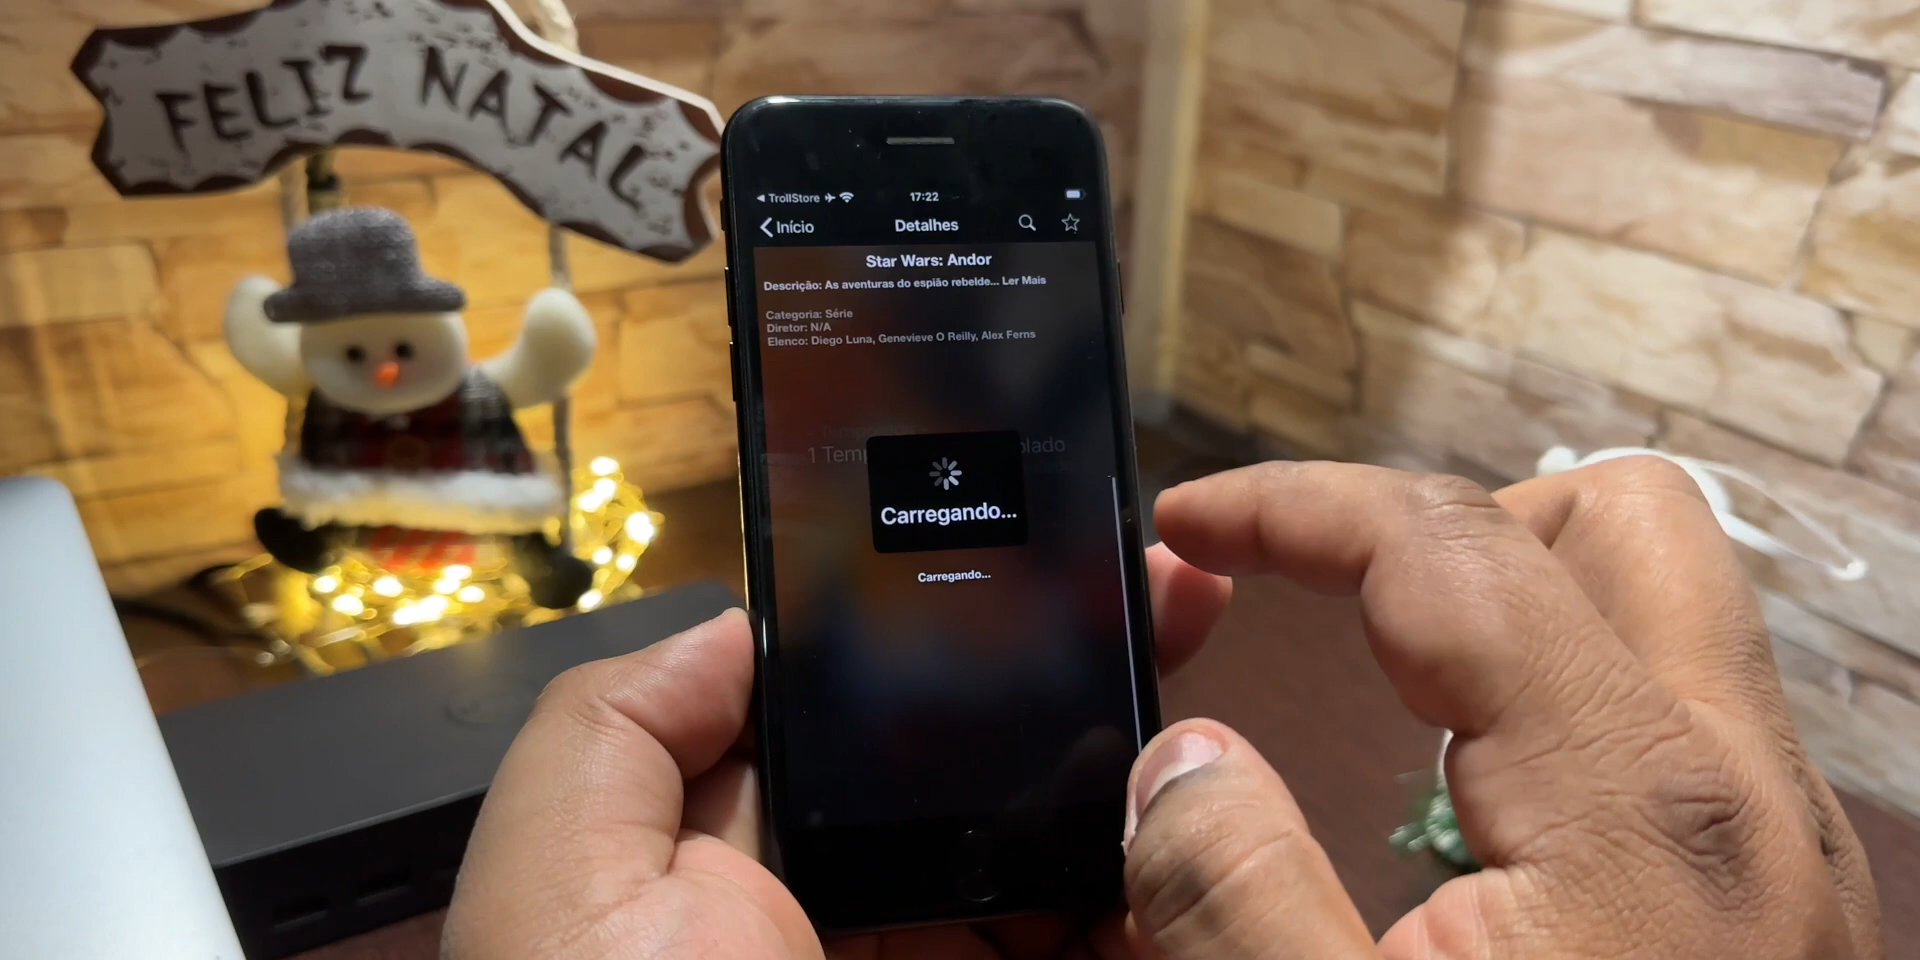 FELIZ NATAL
TrollStore
17:22
Início
Detalhes
Star Wars: Andor
Descrição: As aventuras do espião rebelde... Ler Mais
Categoria: Série
Diretor: N/A
Elenco: Diego Luna, Genevieve O Reilly, Alex Ferns
1 Temp
Carregando...
Carregando...